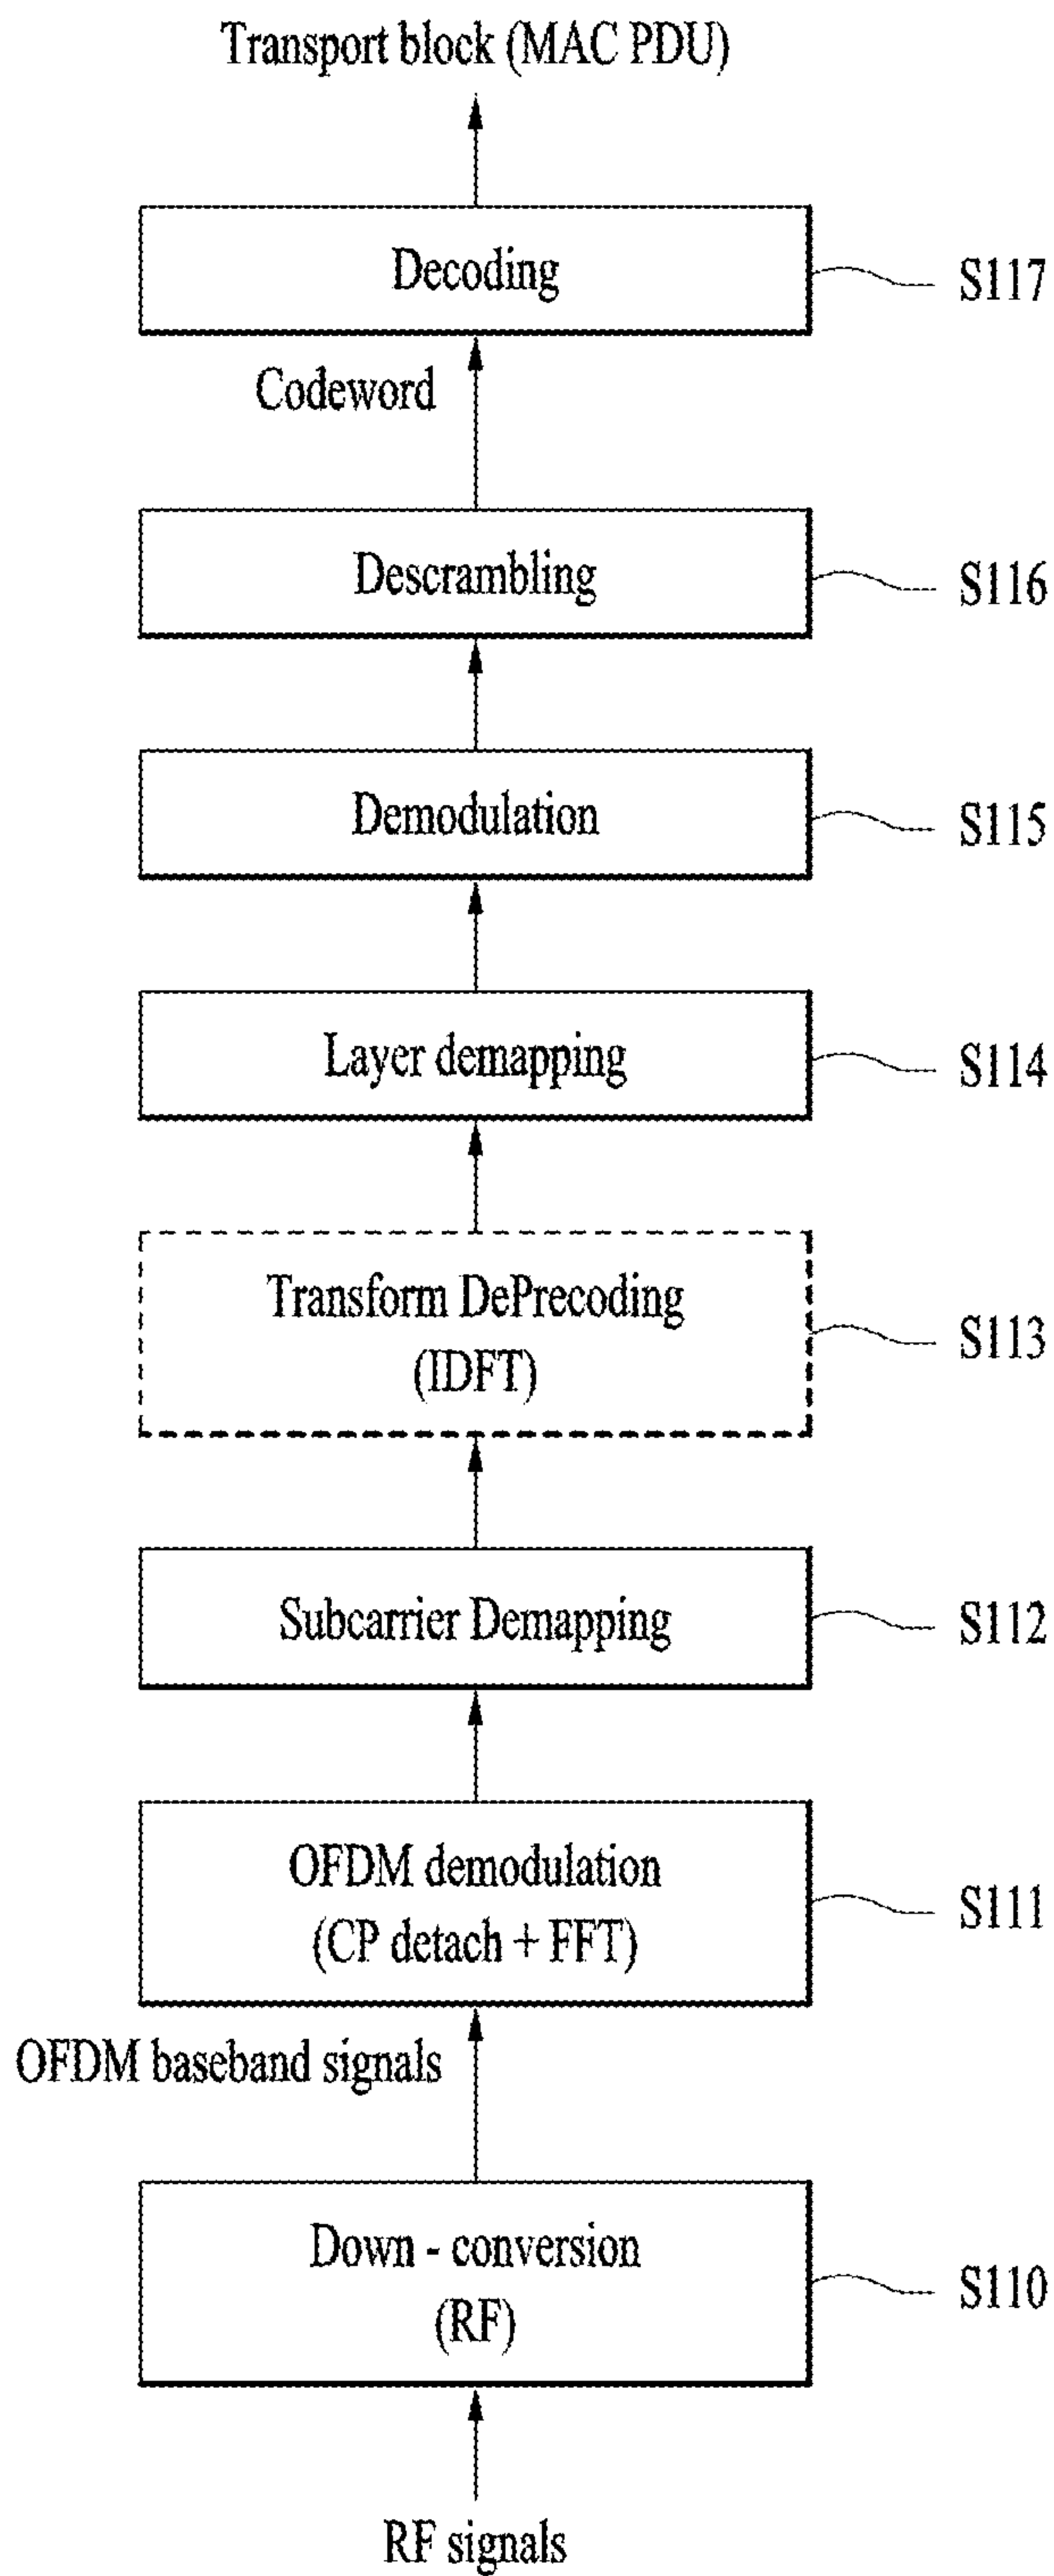 Transport block (MAC PDU)
Decoding
S117
Codeword
Descrambling
S116
Demodulation
S115
Layer demapping
S114
Transform DePrecoding
(IDFT)
S113
Subcarrier Demapping
S112
OFDM demodulation
(CP detach + FFT)
S111
OFDM baseband signals
Down - conversion
(RF)
S110
RF signals